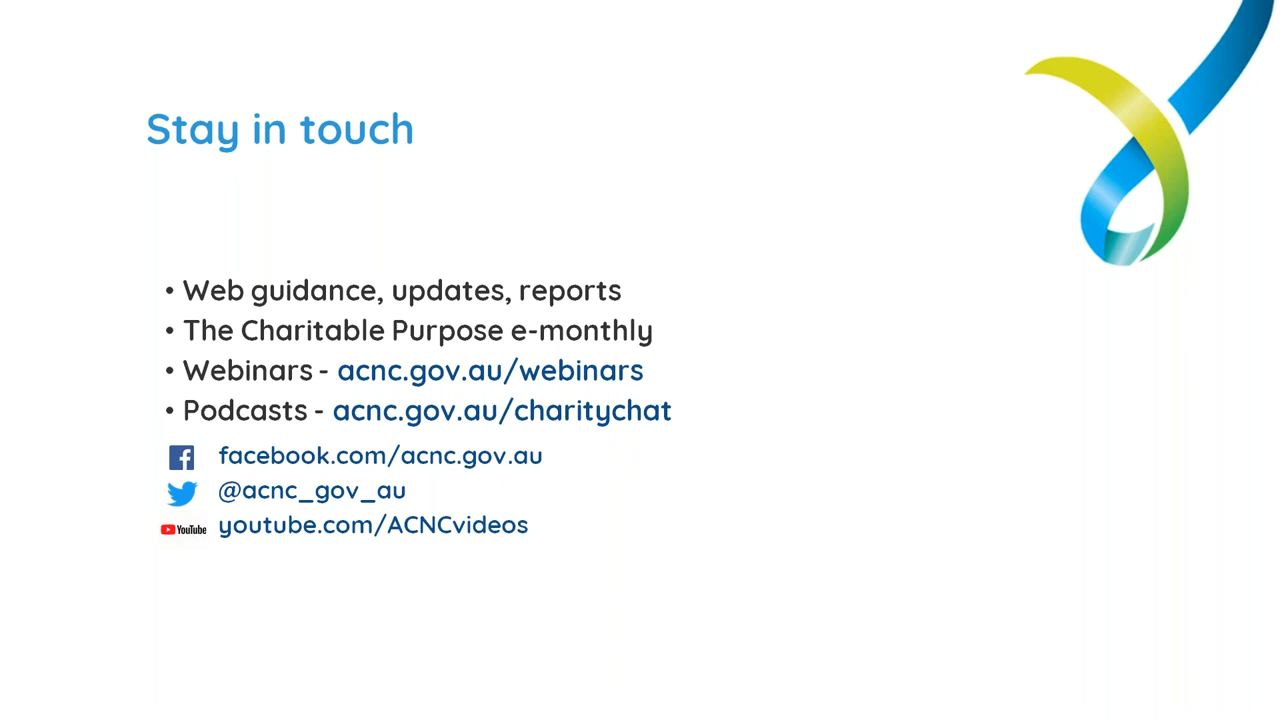 Stay in touch
• Web guidance, updates, reports
• The Charitable Purpose e-monthly
• Webinars - acnc.gov.au/webinars
• Podcasts - acnc.gov.au/charitychat
facebook.com/acnc.gov.au
@acnc_gov_au
YouTube youtube.com/ACNCvideos